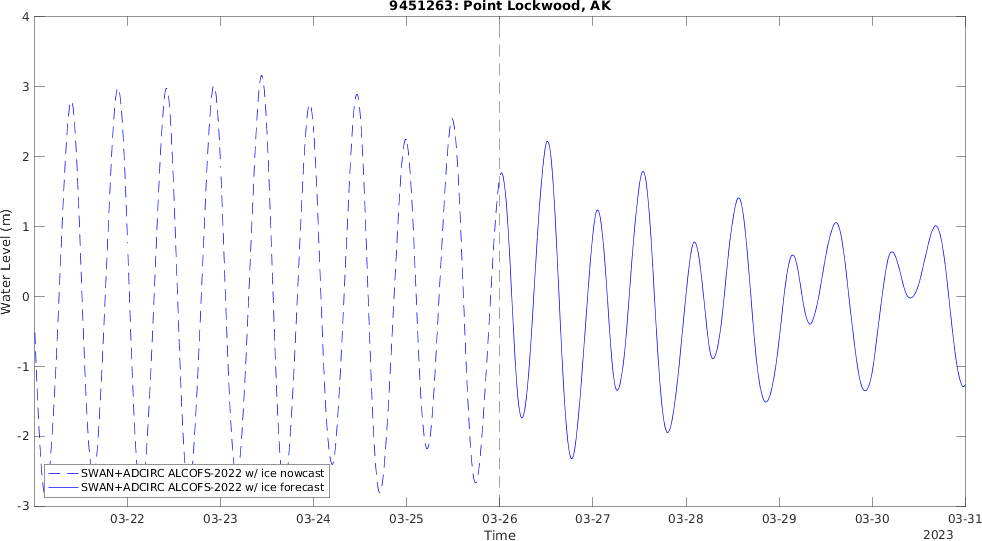 9451263: Point Lockwood, AK
4
3
2
1
0
-1
-2
-3
Water Level (m)
SWAN+ADCIRC ALCOFS-2022 w/ ice nowcast
SWAN+ADCIRC ALCOFS-2022 w/ ice forecast
03-22 03-23 03-24 03-25 03-26 03-27 03-28 03-29 03-30 03-31
Time
2023